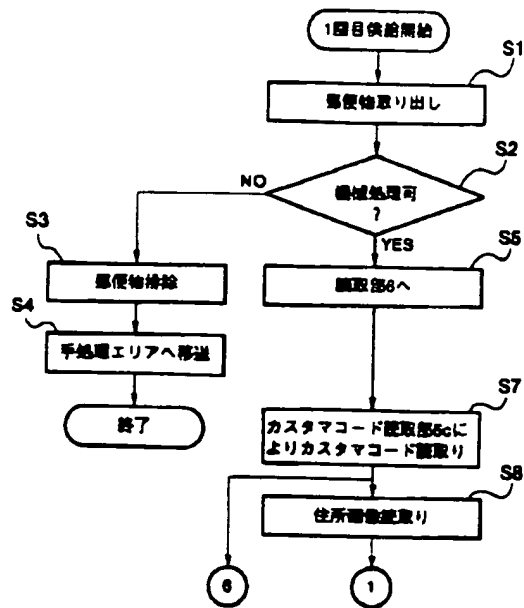 1回目供給開始
S1
郵便物取り出し
S2
機械処理可
?
NO
YES
S3
郵便物排除
S5
読取部6へ
S4
手処理エリアへ移送
終了
S7
カスタマコード読取部5cに
よりカスタマコード読取り
S8
住所画像読取り
6
1